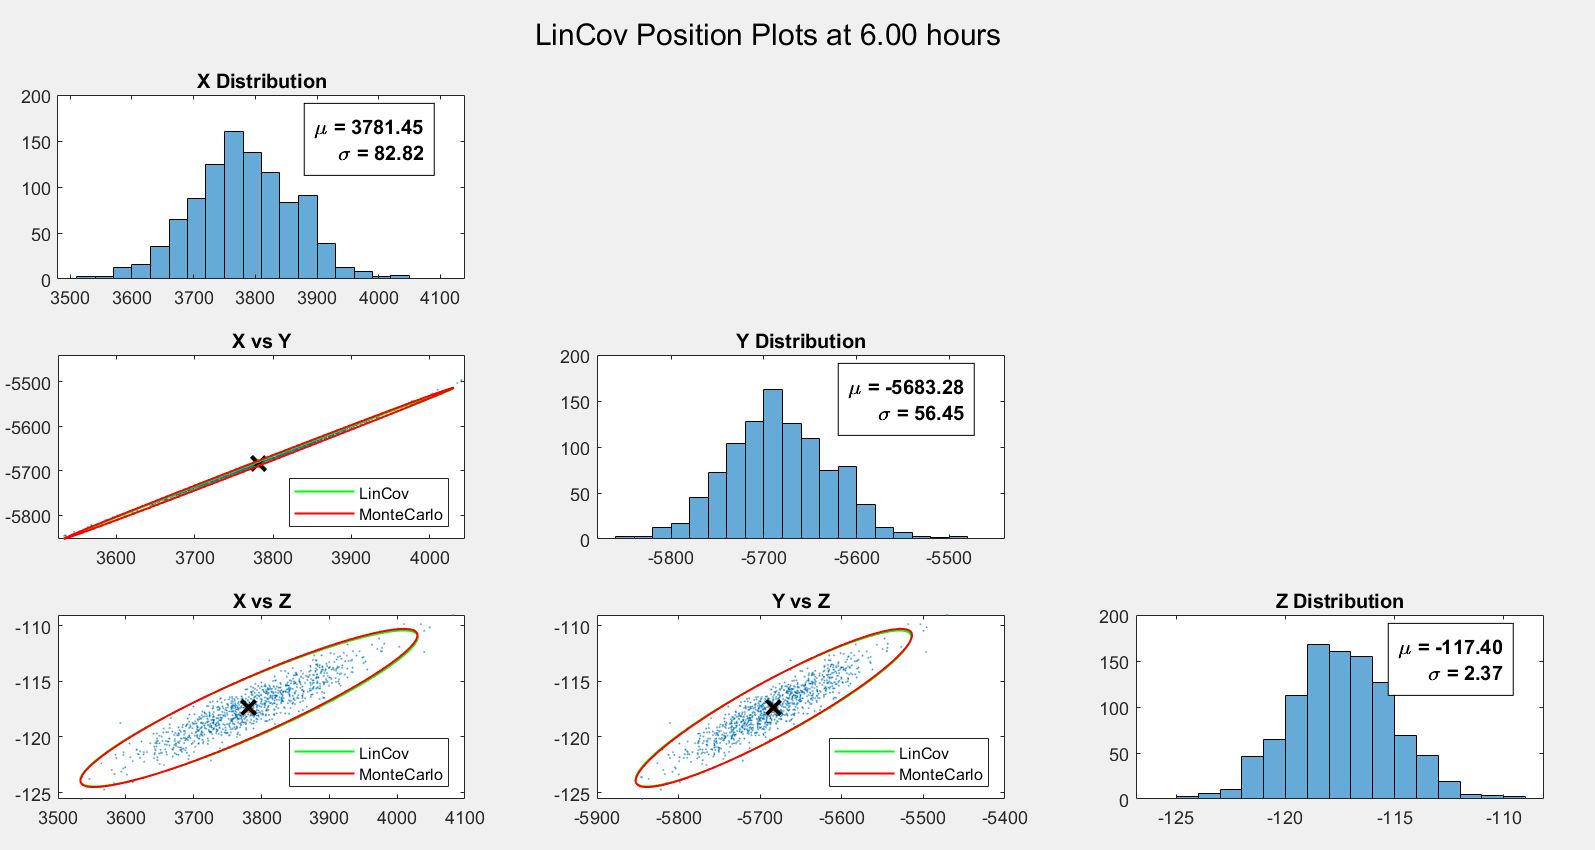 LinCov Position Plots at 6.00 hours
X Distribution
200
150
100
50
0
μ = 3781.45
σ = 82.82
3500 3600 3700 3800 3900 4000 4100
X vs Y
-5500
-5600
-5700
-5800
LinCov
MonteCarlo
3600 3700 3800 3900 4000
Y Distribution
200
150
100
50
0
μ = -5683.28
σ = 56.45
-5800 -5700 -5600 -5500
X vs Z
-110
-115
-120
-125
LinCov
MonteCarlo
3500 3600 3700 3800 3900 4000 4100
Y vs Z
-110
-115
-120
-125
LinCov
MonteCarlo
-5900 -5800 -5700 -5600 -5500 -5400
Z Distribution
200
150
100
50
0
μ = -117.40
σ = 2.37
-125 -120 -115 -110